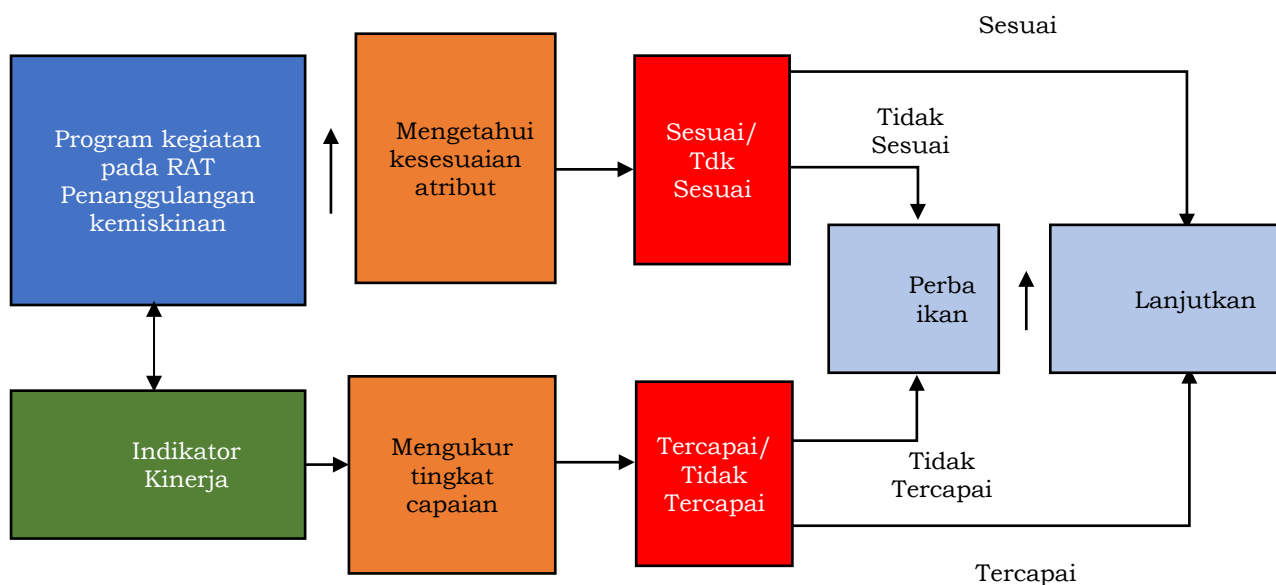 Sesuai
Program kegiatan
pada RAT
Penanggulangan
kemiskinan
Mengetahui
kesesuaian
atribut
Sesuai/
Tdk
Sesuai
Tidak
Sesuai
Perba
ikan
Lanjutkan
Indikator
Kinerja
Mengukur
tingkat
capaian
Tercapai/
Tidak
Tercapai
Tidak
Tercapai
Tercapai